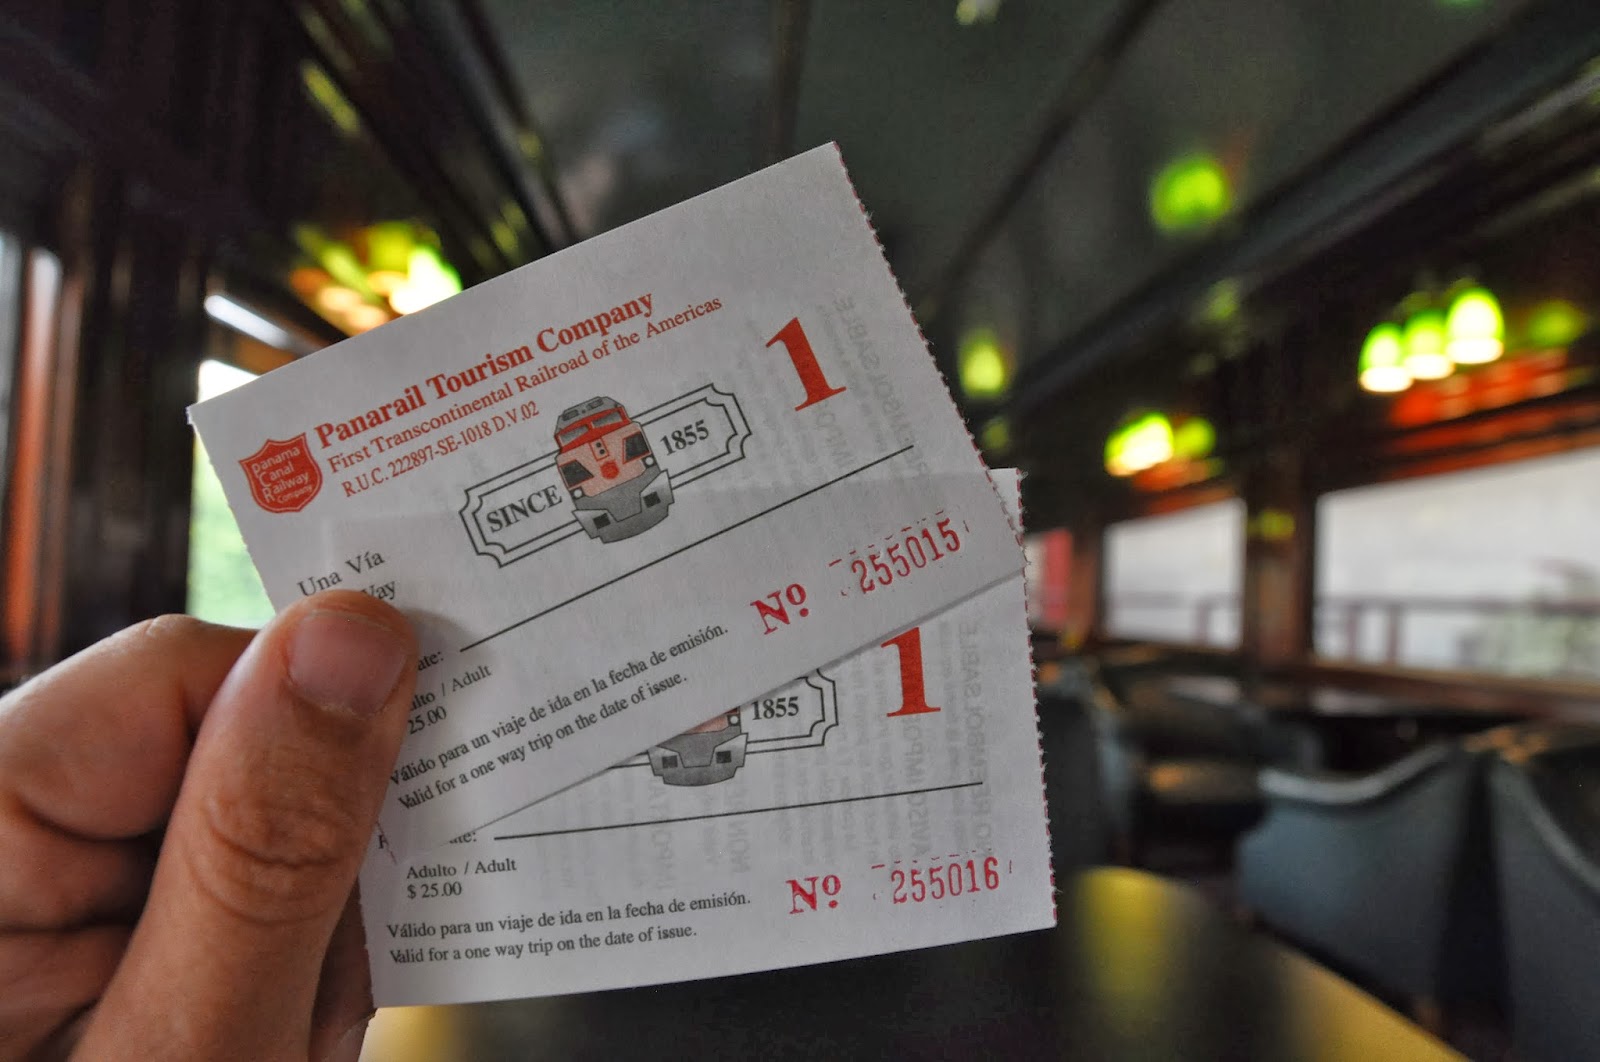 Panarail Tourism Company
First Transcontinental Railroad of the Americas
R.U.C. 222897-SE-1018 D.V.02
panama
Canal
Railway
Company
SINCE 1855
1
Una Vía
Way
ate:
ulto / Adult
25.00
Válido para un viaje de ida en la fecha de emisión.
Valid for a one way trip on the date of issue.
Nº 255015
1855
1
ate:
Adulto / Adult
$ 25.00
Válido para un viaje de ida en la fecha de emisión.
Valid for a one way trip on the date of issue.
Nº 255016